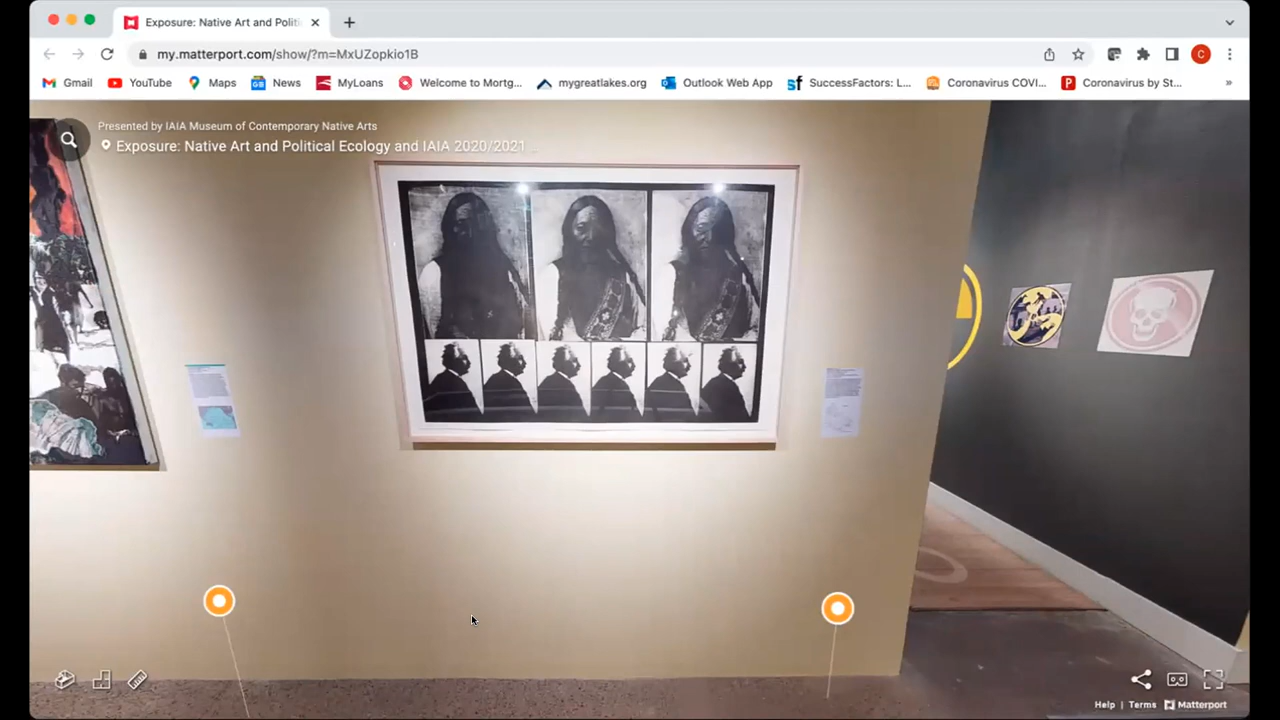 Exposure: Native Art and Politi
my.matterport.com/show/?m=MxUZopkio1B
Gmail
YouTube
Maps
News
MyLoans
Welcome to Mortg...
mygreatlakes.org
Outlook Web App
SuccessFactors: L...
Coronavirus COVI...
Coronavirus by St...
»
C
Presented by IAIA Museum of Contemporary Native Arts
Exposure: Native Art and Political Ecology and IAIA 2020/2021 ...
Help | Terms Matterport